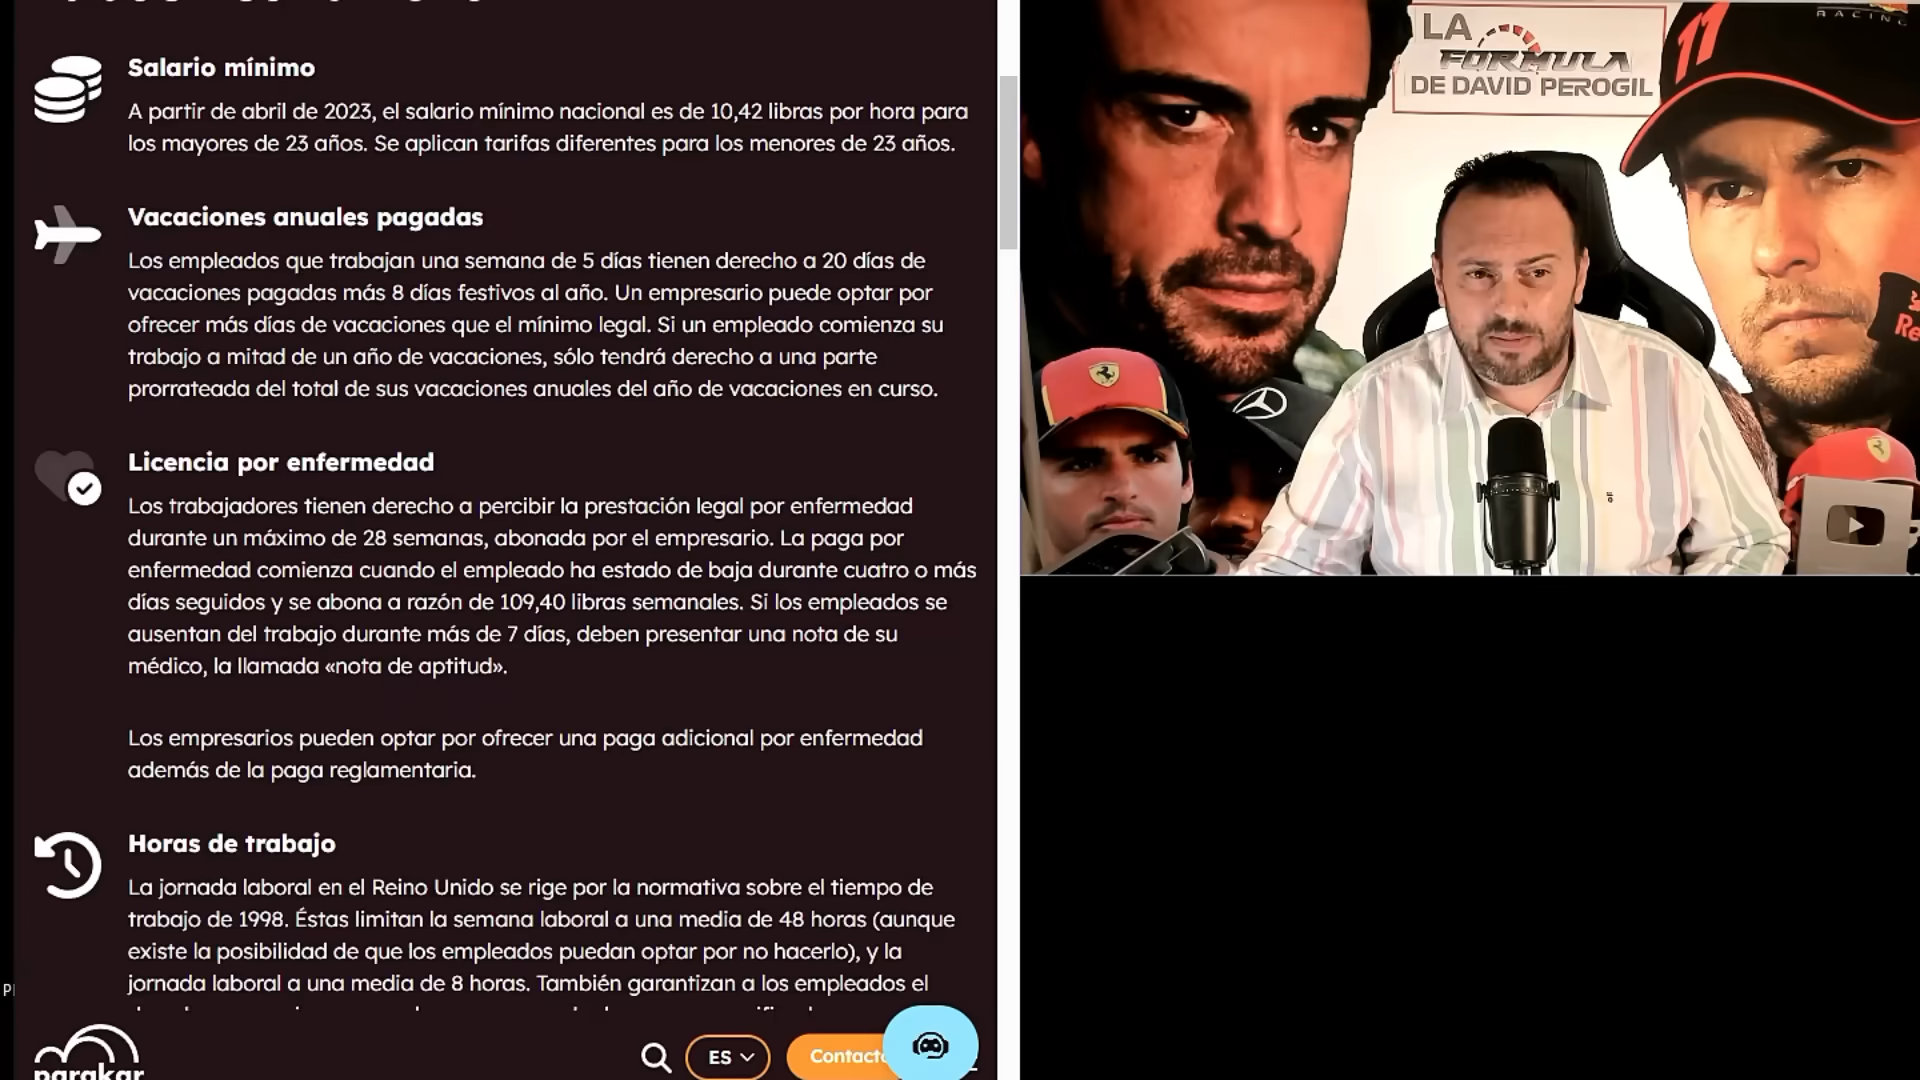 Salario mínimo
A partir de abril de 2023, el salario mínimo nacional es de 10,42 libras por hora para
los mayores de 23 años. Se aplican tarifas diferentes para los menores de 23 años.
Vacaciones anuales pagadas
Los empleados que trabajan una semana de 5 días tienen derecho a 20 días de
vacaciones pagadas más 8 días festivos al año. Un empresario puede optar por
ofrecer más días de vacaciones que el mínimo legal. Si un empleado comienza su
trabajo a mitad de un año de vacaciones, sólo tendrá derecho a una parte
prorrateada del total de sus vacaciones anuales del año de vacaciones en curso.
Licencia por enfermedad
Los trabajadores tienen derecho a percibir la prestación legal por enfermedad
durante un máximo de 28 semanas, abonada por el empresario. La paga por
enfermedad comienza cuando el empleado ha estado de baja durante cuatro o más
días seguidos y se abona a razón de 109,40 libras semanales. Si los empleados se
ausentan del trabajo durante más de 7 días, deben presentar una nota de su
médico, la llamada «nota de aptitud».
Los empresarios pueden optar por ofrecer una paga adicional por enfermedad
además de la paga reglamentaria.
Horas de trabajo
La jornada laboral en el Reino Unido se rige por la normativa sobre el tiempo de
trabajo de 1998. Éstas limitan la semana laboral a una media de 48 horas (aunque
existe la posibilidad de que los empleados puedan optar por no hacerlo), y la
jornada laboral a una media de 8 horas. También garantizan a los empleados el
parakar
ES
Contacto
LA
FORMULA
DE DAVID PEROGIL
11
RACING
Re